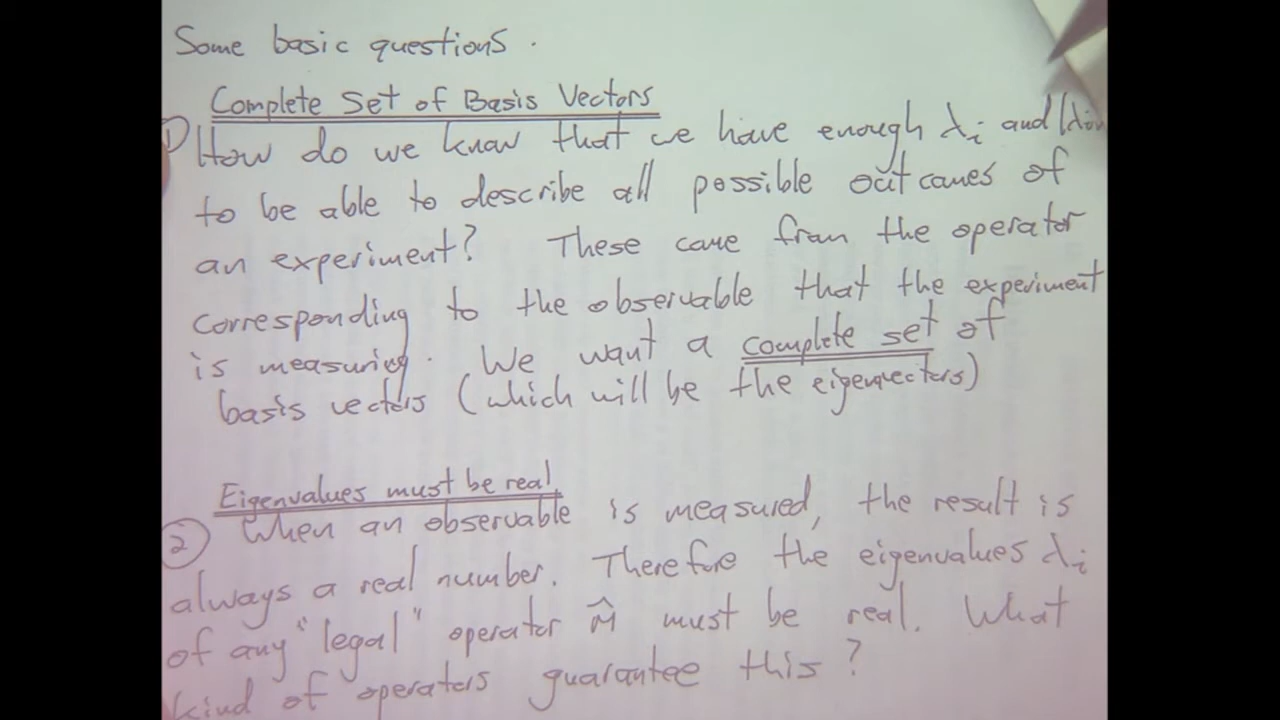 Some basic questions.
Complete Set of Basis Vectors
1) How do we know that we have enough λi and
to be able to describe all possible outcomes of
an experiment? These come from the operator
corresponding to the observable that the experiment
is measuring. We want a complete set of
basis vectors (which will be the eigenvectors)
Eigenvalues must be real
② When an observable is measured, the result is
always a real number. Therefore the eigenvalues λi
of any "legal" operator M̂ must be real. What
kind of operators guarantee this?